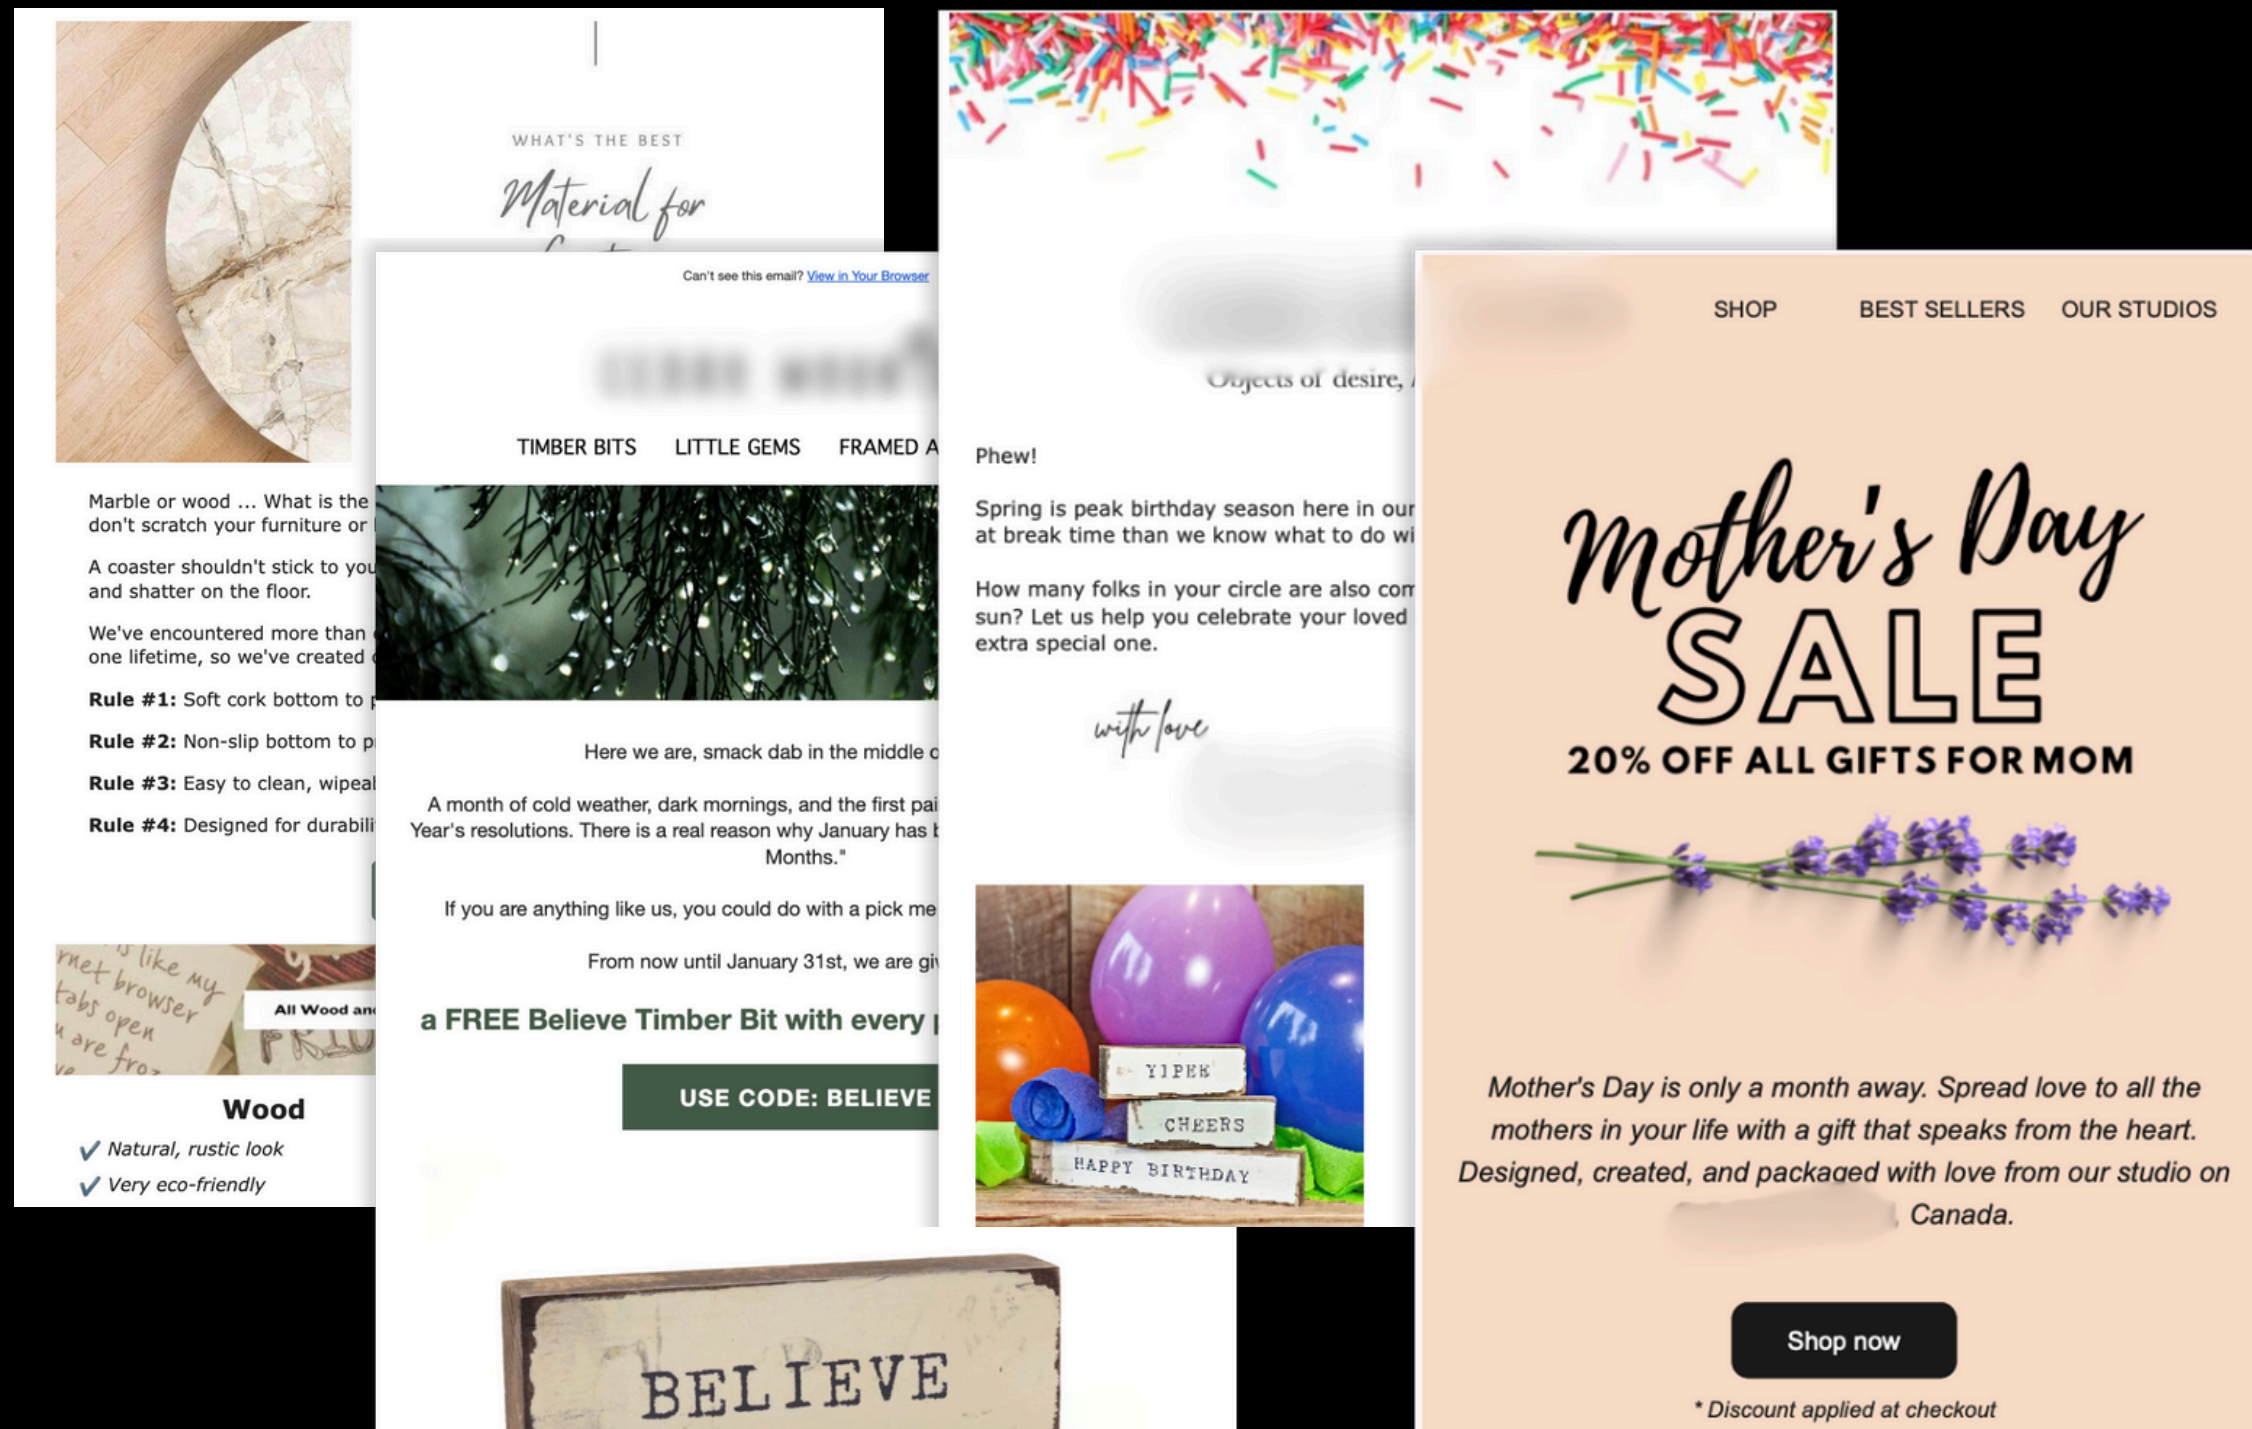 WHAT'S THE BEST
Material for
Marble or wood ... What is the
don't scratch your furniture or
A coaster shouldn't stick to you
and shatter on the floor.
We've encountered more than
one lifetime, so we've created
Rule #1: Soft cork bottom to p
Rule #2: Non-slip bottom to p
Rule #3: Easy to clean, wipeal
Rule #4: Designed for durabili
is like my
rnet browser
tabs open
u are froz
All Wood and
FRID
Wood
✔ Natural, rustic look
✔ Very eco-friendly
Can't see this email? View in Your Browser
TIMBER BITS LITTLE GEMS FRAMED A
Here we are, smack dab in the middle o
A month of cold weather, dark mornings, and the first pai
Year's resolutions. There is a real reason why January has b
Months."
If you are anything like us, you could do with a pick me
From now until January 31st, we are giv
a FREE Believe Timber Bit with every p
USE CODE: BELIEVE
BELIEVE
Objects of desire,
Phew!
Spring is peak birthday season here in our
at break time than we know what to do wi
How many folks in your circle are also com
sun? Let us help you celebrate your loved
extra special one.
with love
YIPEE
CHEERS
HAPPY BIRTHDAY
SHOP BEST SELLERS OUR STUDIOS
Mother's Day
SALE
20% OFF ALL GIFTS FOR MOM
Mother's Day is only a month away. Spread love to all the
mothers in your life with a gift that speaks from the heart.
Designed, created, and packaged with love from our studio on
, Canada.
Shop now
* Discount applied at checkout